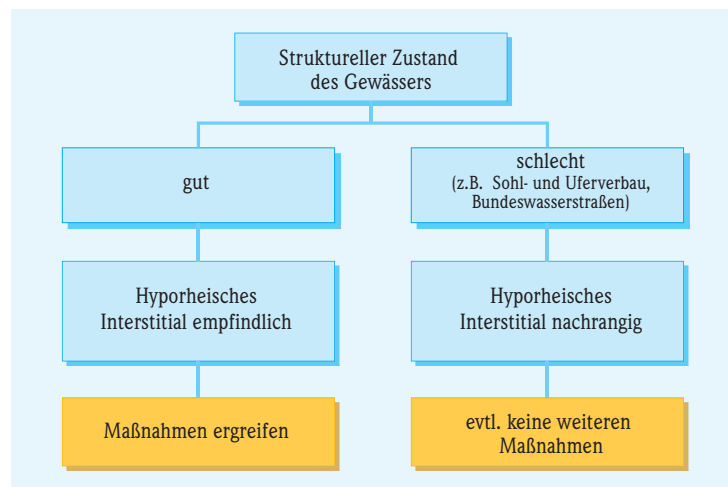 Struktureller Zustand
des Gewässers
gut
schlecht
(z.B. Sohl- und Uferverbau,
Bundeswasserstraßen)
Hyporheisches
Interstitial empfindlich
Hyporheisches
Interstitial nachrangig
Maßnahmen ergreifen
evtl. keine weiteren
Maßnahmen